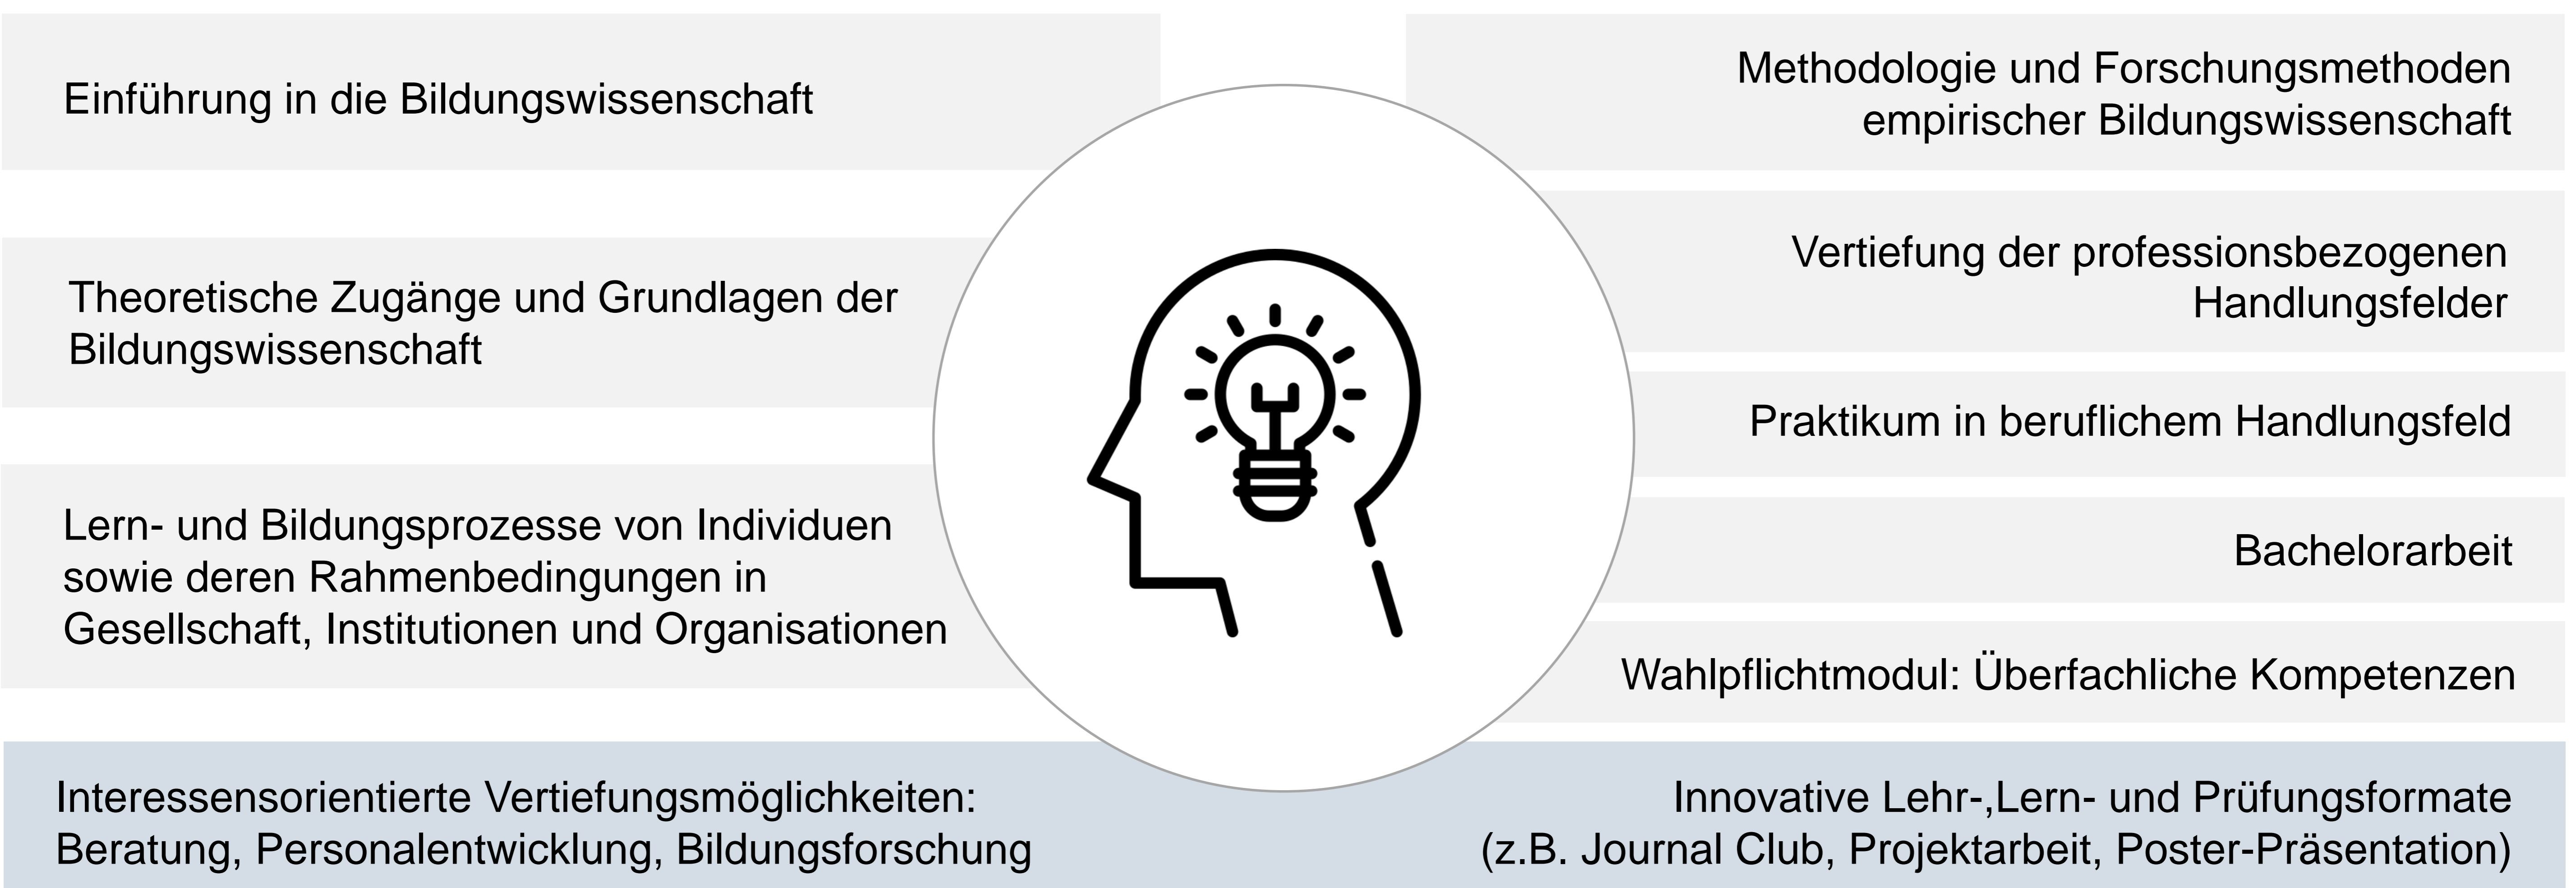 Einführung in die Bildungswissenschaft
Theoretische Zugänge und Grundlagen der
Bildungswissenschaft
Lern- und Bildungsprozesse von Individuen
sowie deren Rahmenbedingungen in
Gesellschaft, Institutionen und Organisationen
Interessensorientierte Vertiefungsmöglichkeiten:
Beratung, Personalentwicklung, Bildungsforschung
Methodologie und Forschungsmethoden
empirischer Bildungswissenschaft
Vertiefung der professionsbezogenen
Handlungsfelder
Praktikum in beruflichem Handlungsfeld
Bachelorarbeit
Wahlpflichtmodul: Überfachliche Kompetenzen
Innovative Lehr-,Lern- und Prüfungsformate
(z.B. Journal Club, Projektarbeit, Poster-Präsentation)